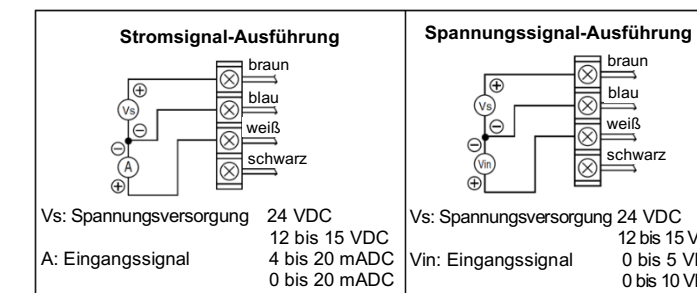 Stromsignal-Ausführung
braun
blau
weiß
schwarz
Vs
A
Vs: Spannungsversorgung 24 VDC
12 bis 15 VDC
A: Eingangssignal 4 bis 20 mADC
0 bis 20 mADC
Spannungssignal-Ausführung
braun
blau
weiß
schwarz
Vs
Vin
Vs: Spannungsversorgung 24 VDC
12 bis 15 V
Vin: Eingangssignal 0 bis 5 V
0 bis 10 V